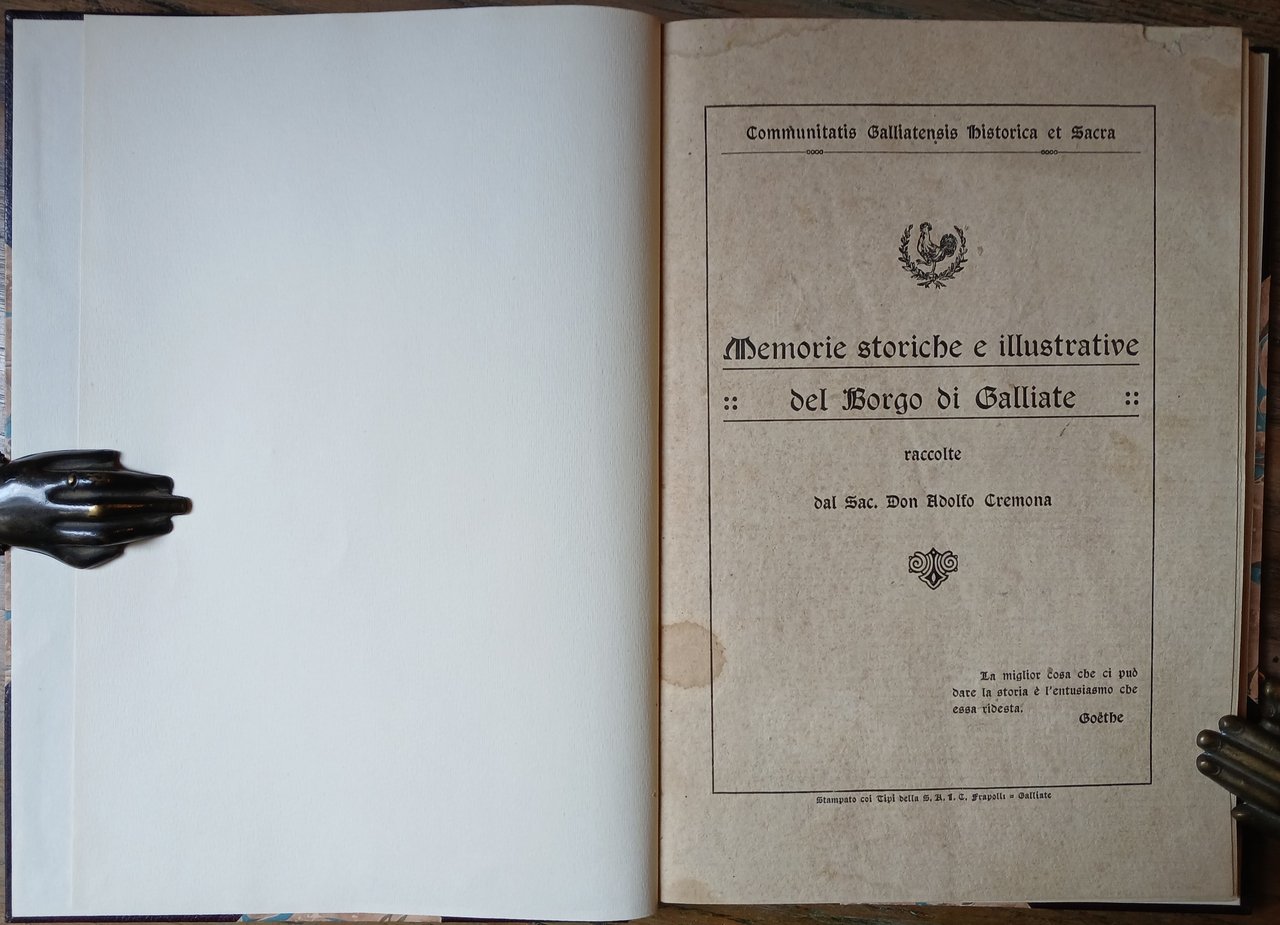 Communitatis Galliatensis Historica et Sacra
Memorie storiche e illustrative
:: del Borgo di Galliate ::
raccolte
dal Sac. Don Adolfo Cremona
La miglior cosa che ci può
dare la storia è l'entusiasmo che
essa ridesta.
Goëthe
Stampato coi Tipi della S. A. T. C. Frapolli = Galliate